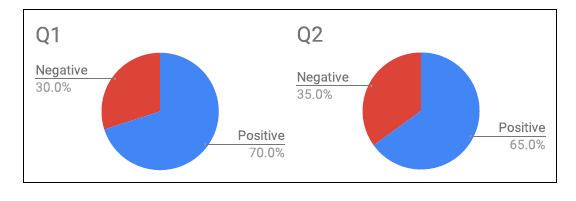 Q1
Negative
30.0%
Positive
70.0%
Q2
Negative
35.0%
Positive
65.0%